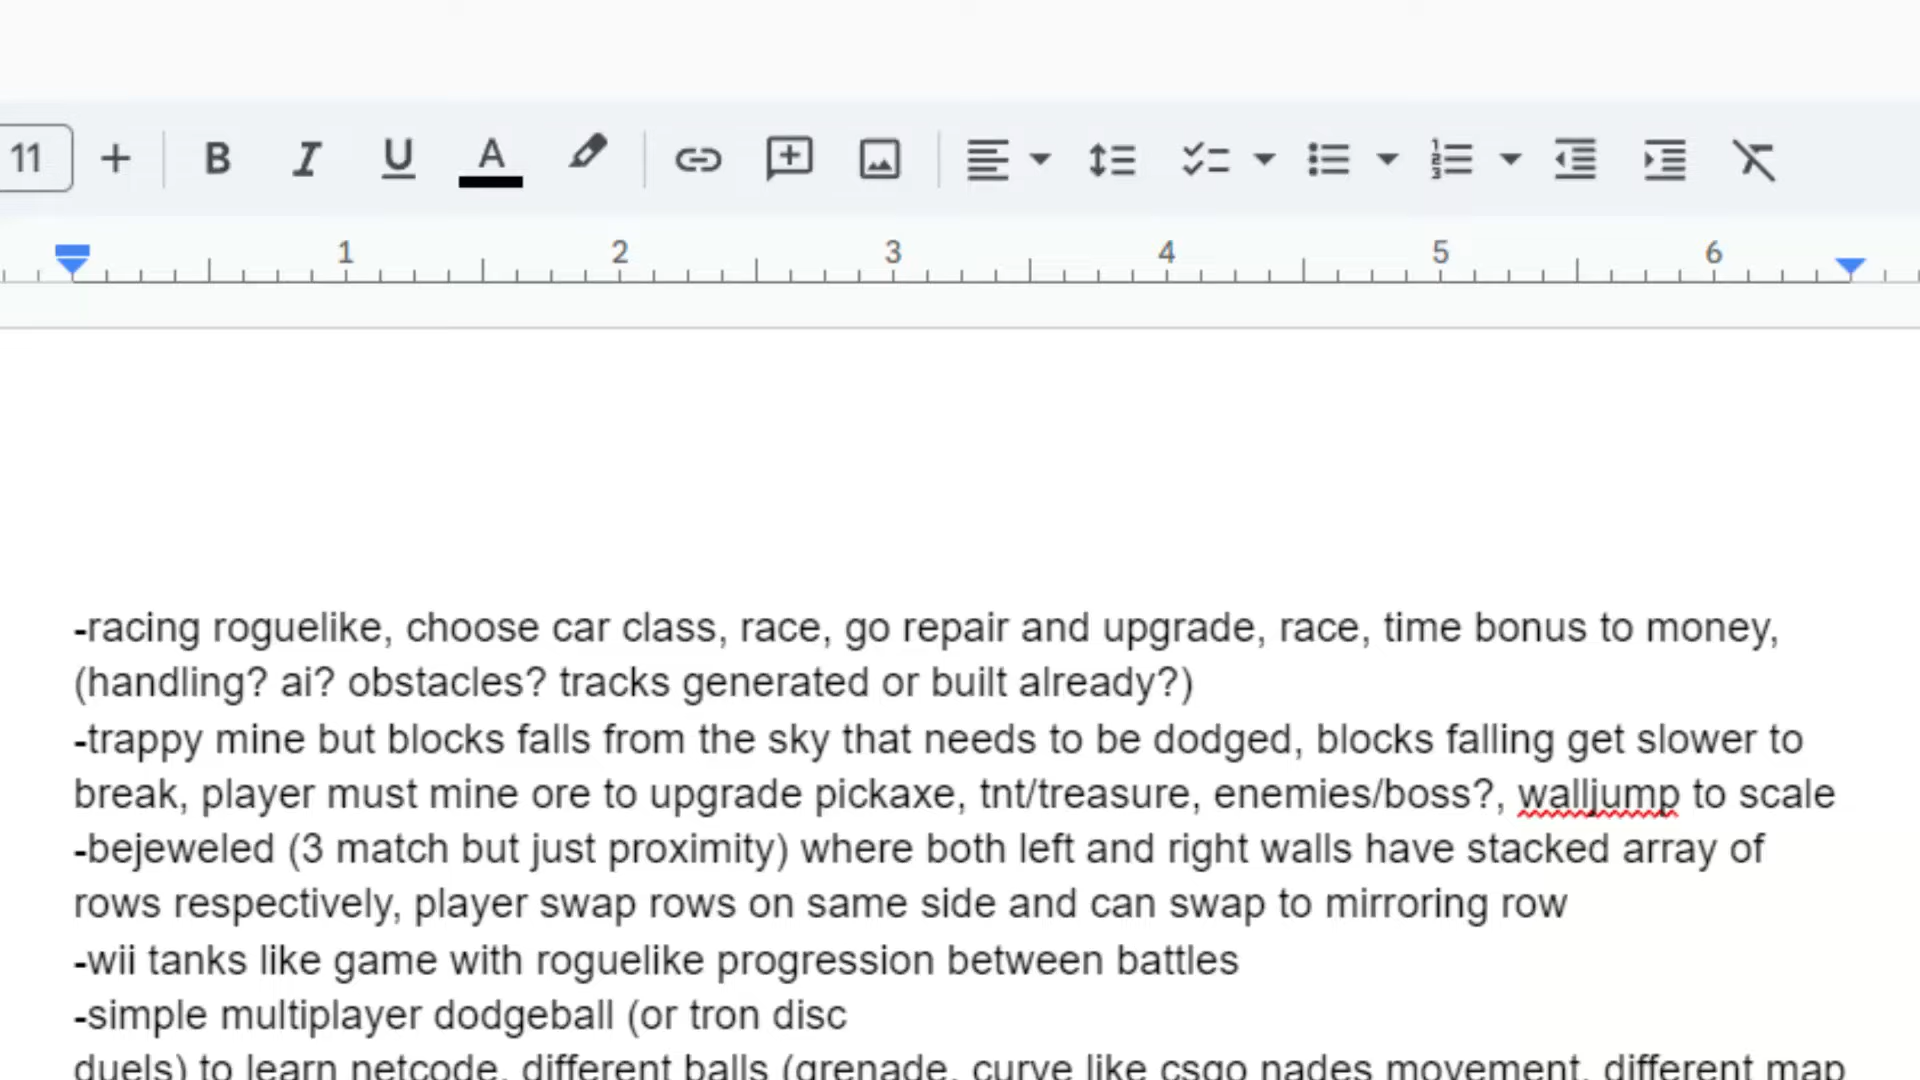 11
B I U A
1 2 3 4 5 6
-racing roguelike, choose car class, race, go repair and upgrade, race, time bonus to money,
(handling? ai? obstacles? tracks generated or built already?)
-trappy mine but blocks falls from the sky that needs to be dodged, blocks falling get slower to
break, player must mine ore to upgrade pickaxe, tnt/treasure, enemies/boss?, walljump to scale
-bejeweled (3 match but just proximity) where both left and right walls have stacked array of
rows respectively, player swap rows on same side and can swap to mirroring row
-wii tanks like game with roguelike progression between battles
-simple multiplayer dodgeball (or tron disc
duels) to learn netcode, different balls (grenade, curve like csgo nades movement, different map